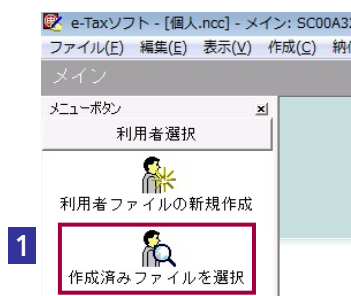 e-Taxソフト - [個人.ncc] - メイン: SC00A3
ファイル(F) 編集(E) 表示(V) 作成(C) 納
メイン
メニューボタン x
利用者選択
利用者ファイルの新規作成
1
作成済みファイルを選択